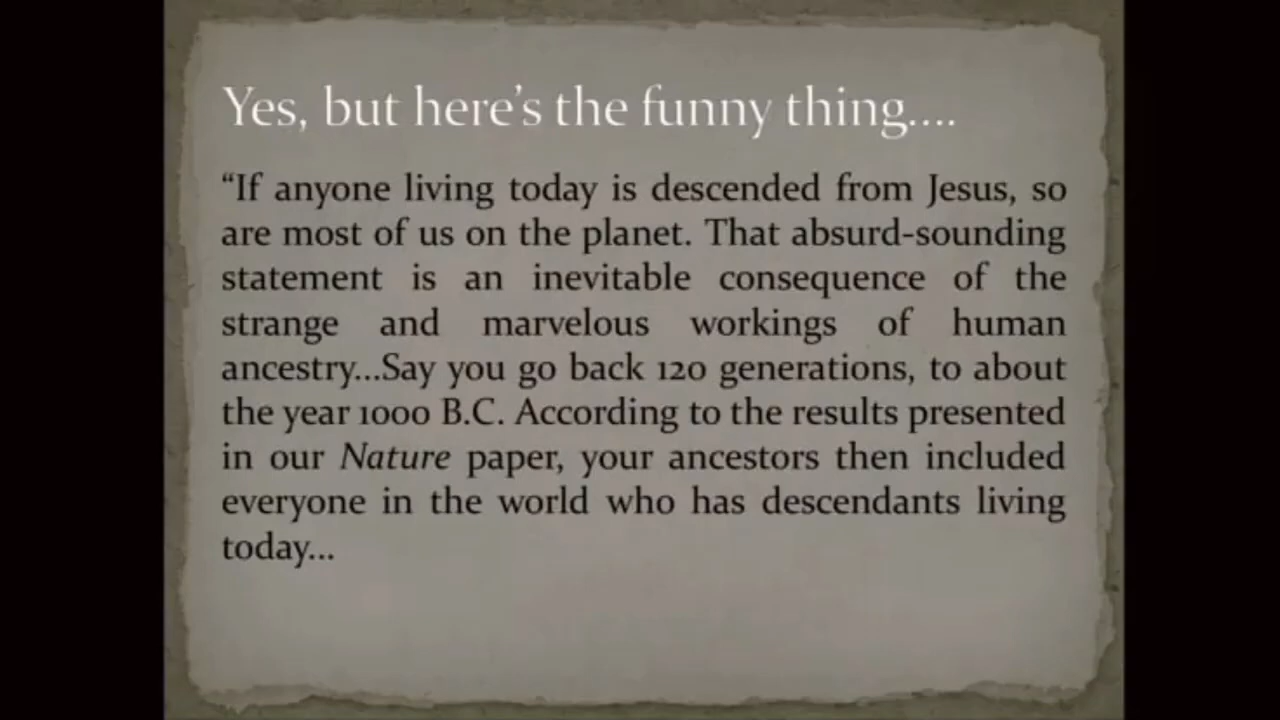 Yes, but here's the funny thing....
“If anyone living today is descended from Jesus, so
are most of us on the planet. That absurd-sounding
statement is an inevitable consequence of the
strange and marvelous workings of human
ancestry...Say you go back 120 generations, to about
the year 1000 B.C. According to the results presented
in our Nature paper, your ancestors then included
everyone in the world who has descendants living
today...